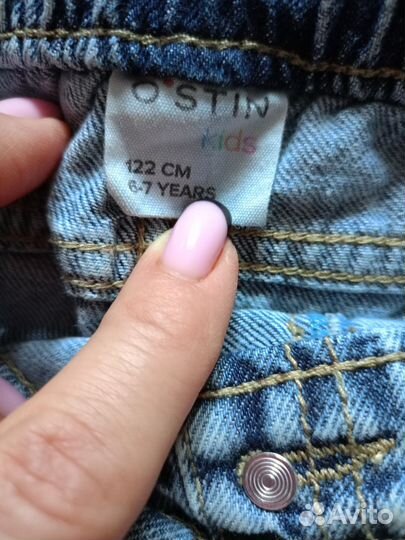 O'STIN
kids
122 CM
6-7 YEARS
Avito